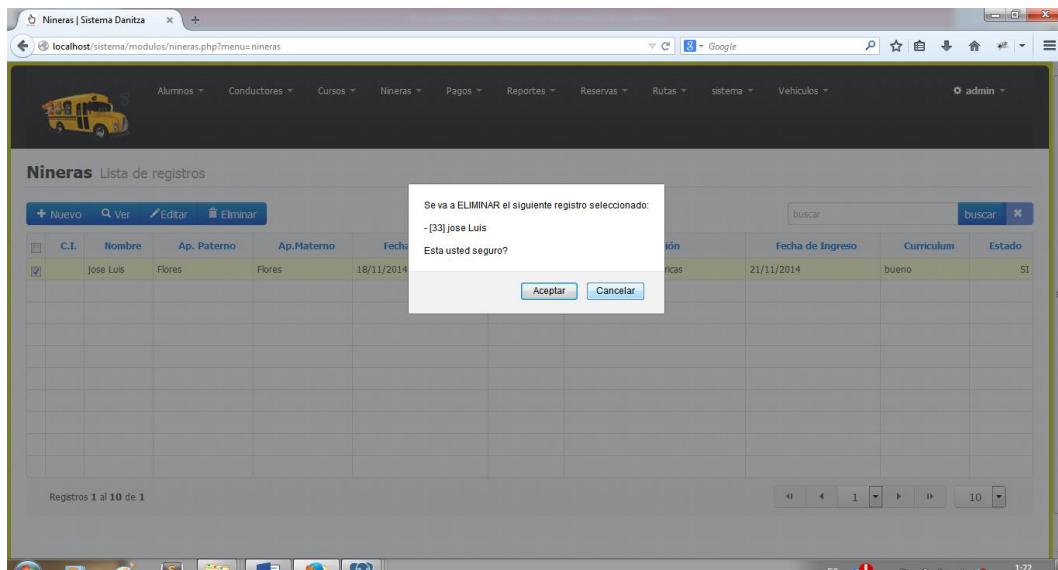 Nineras | Sistema Danitza
localhost/sistema/modulos/nineras.php?menu=nineras
Google
Alumnos Conductores Cursos Nineras Pagos Reportes Reservas Rutas sistema Vehiculos admin
Nineras Lista de registros
Nuevo Ver Editar Eliminar
buscar buscar
Se va a ELIMINAR el siguiente registro seleccionado:
- [33] jose Luis
Esta usted seguro?
Aceptar Cancelar
C.I. Nombre Ap. Paterno Ap.Materno Fecha Fecha de Ingreso Curriculum Estado
jose Luis Flores Flores 18/11/2014 21/11/2014 bueno SI
Registros 1 al 10 de 1
1 10
1:22